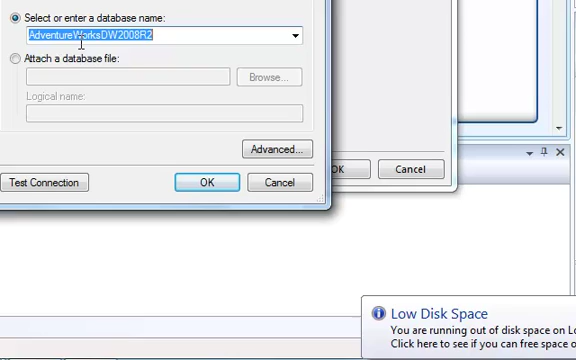 Select or enter a database name:
AdventureWorksDW2008R2
Attach a database file:
Browse...
Logical name:
Advanced...
OK Cancel
Test Connection OK Cancel
Low Disk Space
You are running out of disk space on
Click here to see if you can free space